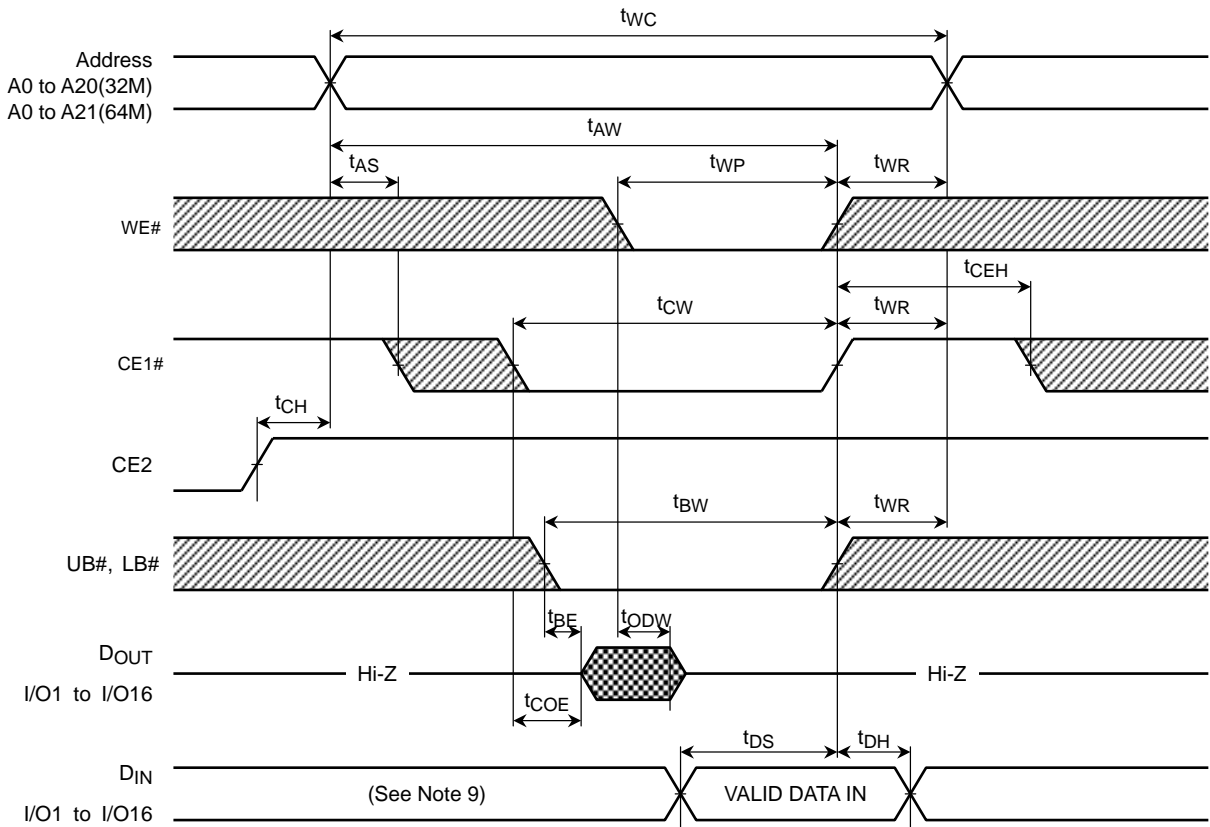 tWC
Address
A0 to A20(32M)
A0 to A21(64M)
tAW
tAS
tWP
tWR
WE#
tCEH
tCW
tWR
CE1#
tCH
CE2
tBW
tWR
UB#, LB#
tBE
tODW
DOUT
I/O1 to I/O16
Hi-Z
Hi-Z
tCOE
tDS
tDH
DIN
I/O1 to I/O16
(See Note 9)
VALID DATA IN